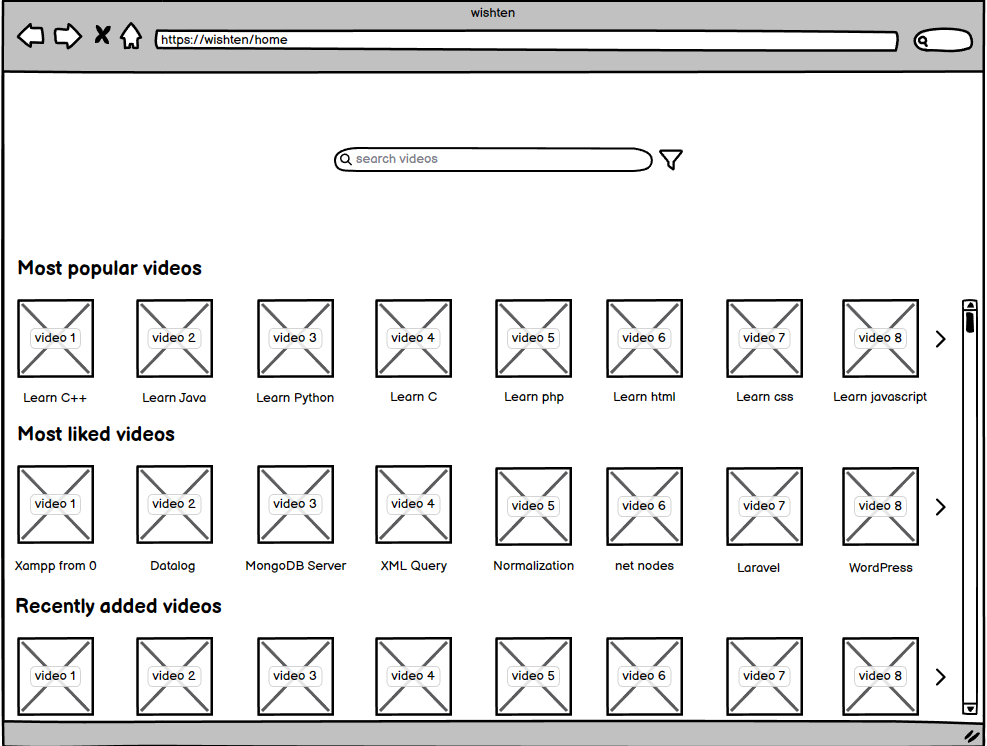 wishten
https://wishten/home
search videos
Most popular videos
video 1 video 2 video 3 video 4 video 5 video 6 video 7 video 8
Learn C++ Learn Java Learn Python Learn C Learn php Learn html Learn css Learn javascript
Most liked videos
video 1 video 2 video 3 video 4 video 5 video 6 video 7 video 8
Xampp from 0 Datalog MongoDB Server XML Query Normalization net nodes Laravel WordPress
Recently added videos
video 1 video 2 video 3 video 4 video 5 video 6 video 7 video 8